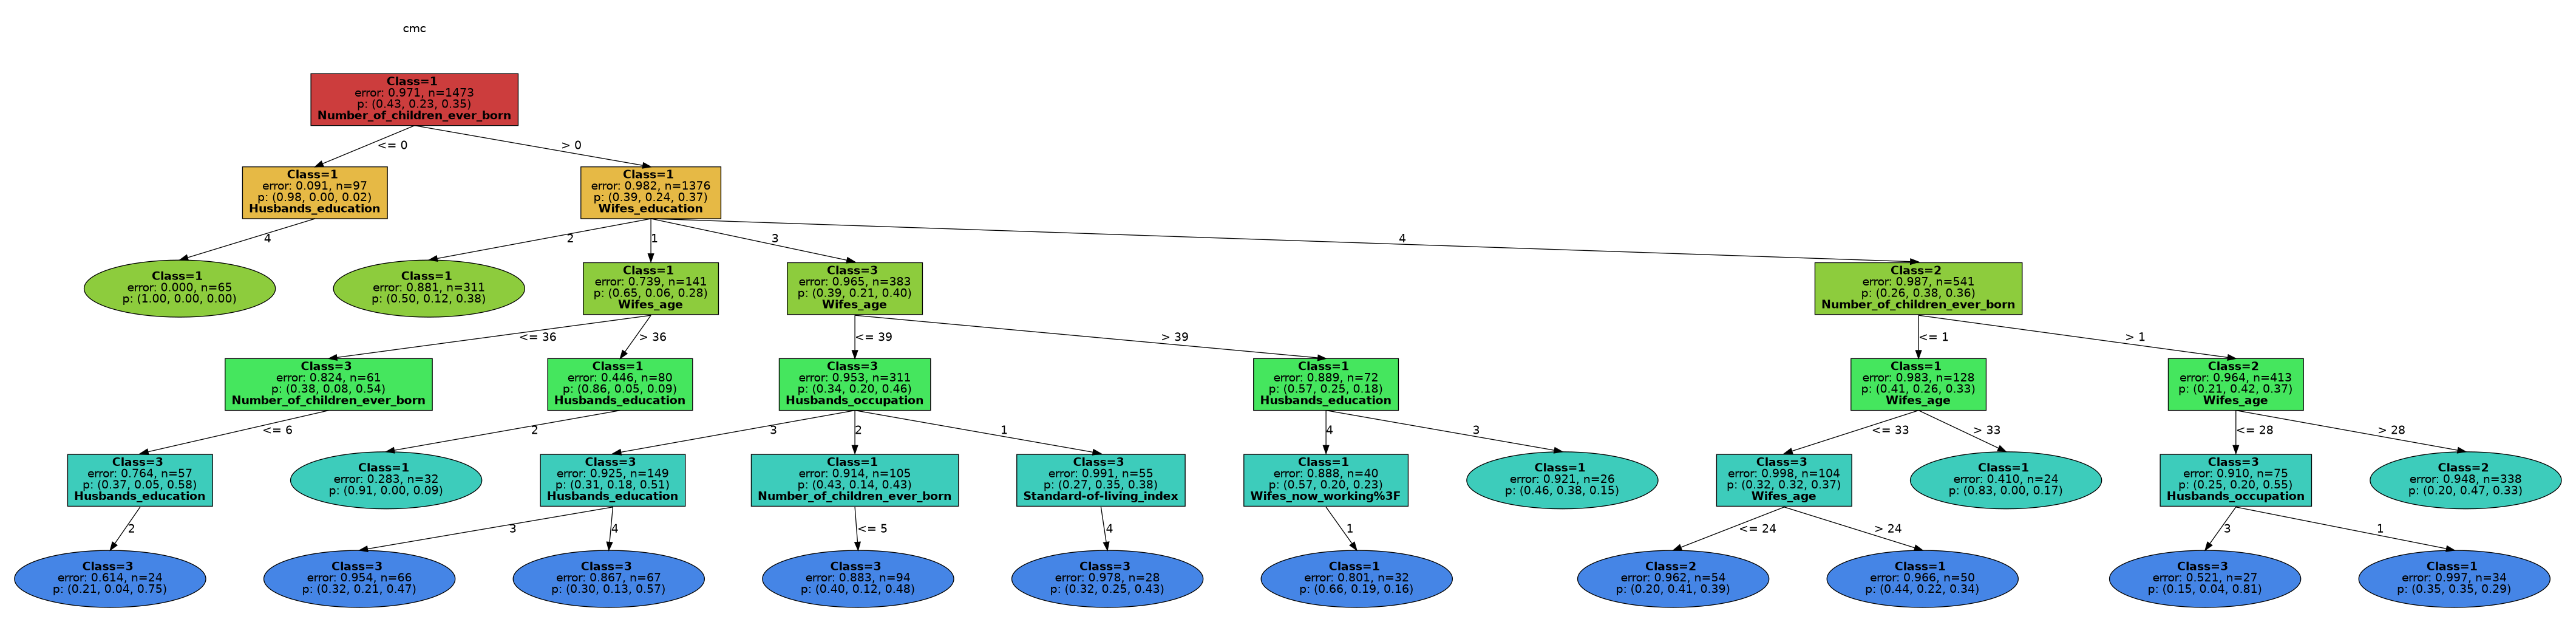 cmc
Class=1
error: 0.971, n=1473
p: (0.43, 0.23, 0.35)
Number_of_children_ever_born
<= 0
> 0
Class=1
error: 0.091, n=97
p: (0.98, 0.00, 0.02)
Husbands_education
Class=1
error: 0.982, n=1376
p: (0.39, 0.24, 0.37)
Wifes_education
4
2
1
3
4
Class=1
error: 0.000, n=65
p: (1.00, 0.00, 0.00)
Class=1
error: 0.881, n=311
p: (0.50, 0.12, 0.38)
Class=1
error: 0.739, n=141
p: (0.65, 0.06, 0.28)
Wifes_age
Class=3
error: 0.965, n=383
p: (0.39, 0.21, 0.40)
Wifes_age
Class=2
error: 0.987, n=541
p: (0.26, 0.38, 0.36)
Number_of_children_ever_born
<= 36
> 36
<= 39
> 39
<= 1
> 1
Class=3
error: 0.824, n=61
p: (0.38, 0.08, 0.54)
Number_of_children_ever_born
Class=1
error: 0.446, n=80
p: (0.86, 0.05, 0.09)
Husbands_education
Class=3
error: 0.953, n=311
p: (0.34, 0.20, 0.46)
Husbands_occupation
Class=1
error: 0.889, n=72
p: (0.57, 0.25, 0.18)
Husbands_education
Class=1
error: 0.983, n=128
p: (0.41, 0.26, 0.33)
Wifes_age
Class=2
error: 0.964, n=413
p: (0.21, 0.42, 0.37)
Wifes_age
<= 6
2
3
2
1
4
3
<= 33
> 33
<= 28
> 28
Class=3
error: 0.764, n=57
p: (0.37, 0.05, 0.58)
Husbands_education
Class=1
error: 0.283, n=32
p: (0.91, 0.00, 0.09)
Class=3
error: 0.925, n=149
p: (0.31, 0.18, 0.51)
Husbands_education
Class=1
error: 0.914, n=105
p: (0.43, 0.14, 0.43)
Number_of_children_ever_born
Class=3
error: 0.991, n=55
p: (0.27, 0.35, 0.38)
Standard-of-living_index
Class=1
error: 0.888, n=40
p: (0.57, 0.20, 0.23)
Wifes_now_working%3F
Class=1
error: 0.921, n=26
p: (0.46, 0.38, 0.15)
Class=3
error: 0.998, n=104
p: (0.32, 0.32, 0.37)
Wifes_age
Class=1
error: 0.410, n=24
p: (0.83, 0.00, 0.17)
Class=3
error: 0.910, n=75
p: (0.25, 0.20, 0.55)
Husbands_occupation
Class=2
error: 0.948, n=338
p: (0.20, 0.47, 0.33)
2
3
4
<= 5
4
1
<= 24
> 24
3
1
Class=3
error: 0.614, n=24
p: (0.21, 0.04, 0.75)
Class=3
error: 0.954, n=66
p: (0.32, 0.21, 0.47)
Class=3
error: 0.867, n=67
p: (0.30, 0.13, 0.57)
Class=3
error: 0.883, n=94
p: (0.40, 0.12, 0.48)
Class=3
error: 0.978, n=28
p: (0.32, 0.25, 0.43)
Class=1
error: 0.801, n=32
p: (0.66, 0.19, 0.16)
Class=2
error: 0.962, n=54
p: (0.20, 0.41, 0.39)
Class=1
error: 0.966, n=50
p: (0.44, 0.22, 0.34)
Class=3
error: 0.521, n=27
p: (0.15, 0.04, 0.81)
Class=1
error: 0.997, n=34
p: (0.35, 0.35, 0.29)